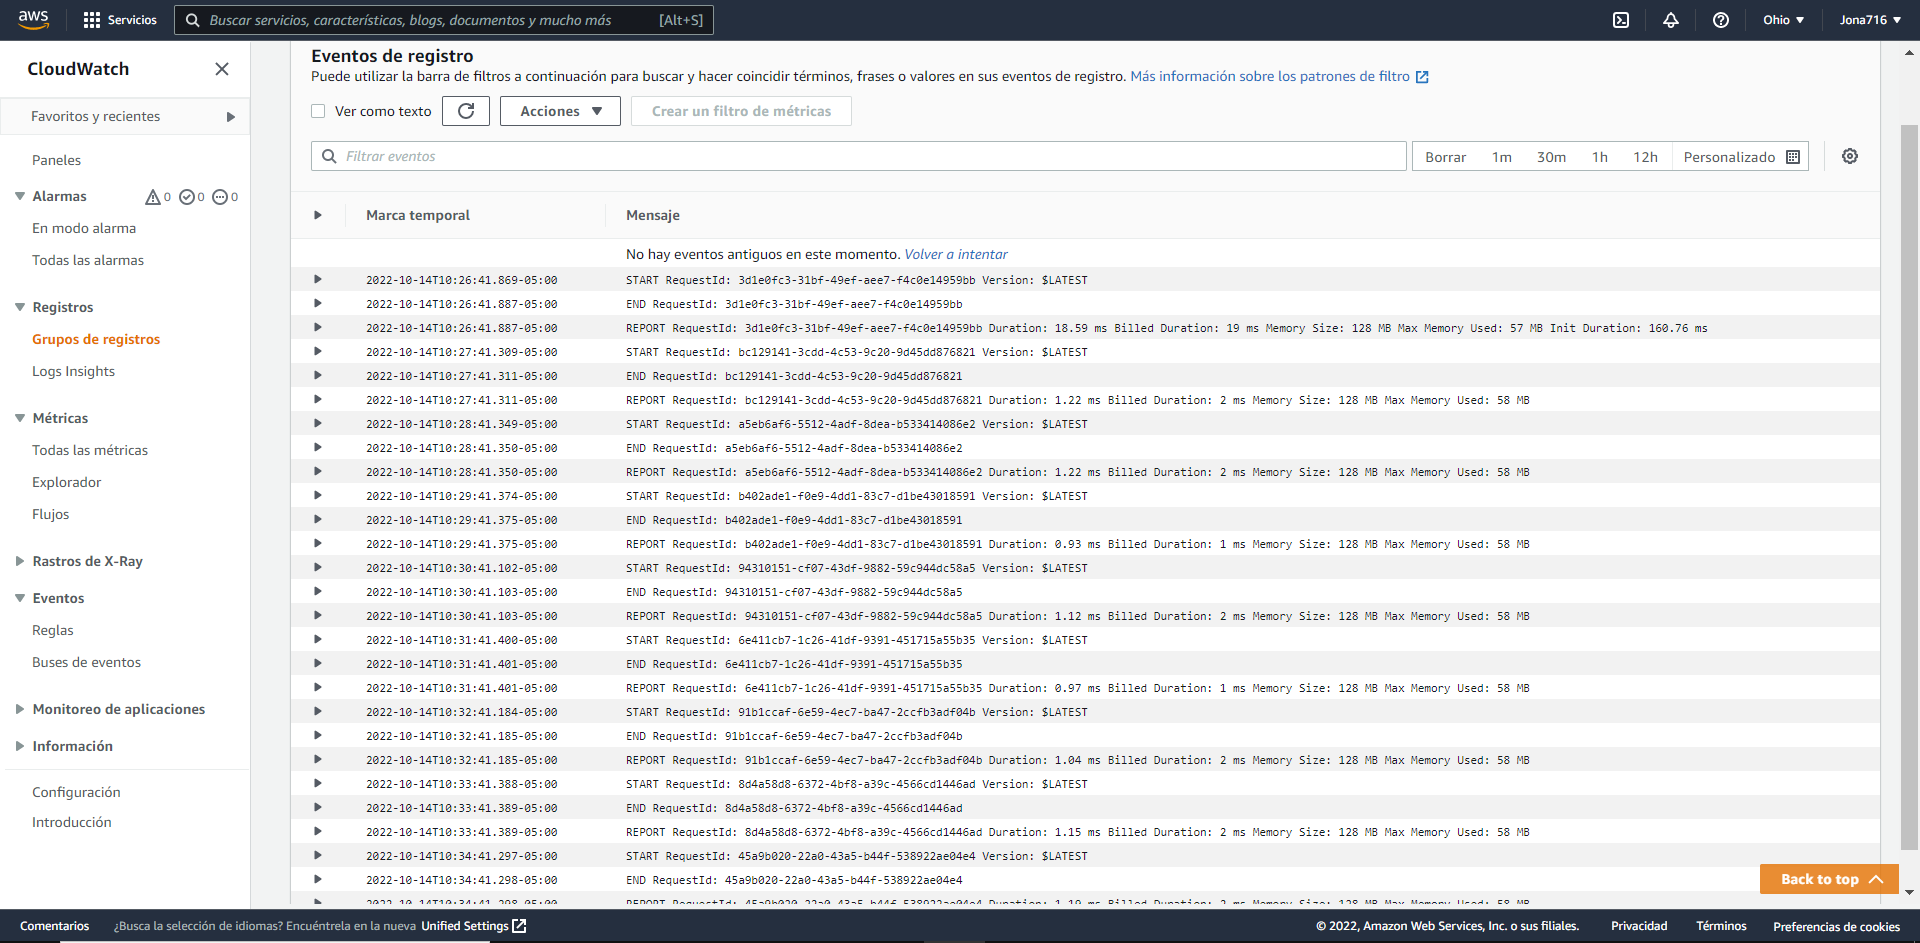 aws Servicios Buscar servicios, características, blogs, documentos y mucho más [Alt+S] Ohio Jona716
CloudWatch
Favoritos y recientes
Paneles
Alarmas 0 0 0
En modo alarma
Todas las alarmas
Registros
Grupos de registros
Logs Insights
Métricas
Todas las métricas
Explorador
Flujos
Rastros de X-Ray
Eventos
Reglas
Buses de eventos
Monitoreo de aplicaciones
Información
Configuración
Introducción
Eventos de registro
Puede utilizar la barra de filtros a continuación para buscar y hacer coincidir términos, frases o valores en sus eventos de registro. Más información sobre los patrones de filtro
Ver como texto Acciones Crear un filtro de métricas
Filtrar eventos Borrar 1m 30m 1h 12h Personalizado
Marca temporal Mensaje
No hay eventos antiguos en este momento. Volver a intentar
2022-10-14T10:26:41.869-05:00 START RequestId: 3d1e0fc3-31bf-49ef-aee7-f4c0e14959bb Version: $LATEST
2022-10-14T10:26:41.887-05:00 END RequestId: 3d1e0fc3-31bf-49ef-aee7-f4c0e14959bb
2022-10-14T10:26:41.887-05:00 REPORT RequestId: 3d1e0fc3-31bf-49ef-aee7-f4c0e14959bb Duration: 18.59 ms Billed Duration: 19 ms Memory Size: 128 MB Max Memory Used: 57 MB Init Duration: 160.76 ms
2022-10-14T10:27:41.309-05:00 START RequestId: bc129141-3cdd-4c53-9c20-9d45dd876821 Version: $LATEST
2022-10-14T10:27:41.311-05:00 END RequestId: bc129141-3cdd-4c53-9c20-9d45dd876821
2022-10-14T10:27:41.311-05:00 REPORT RequestId: bc129141-3cdd-4c53-9c20-9d45dd876821 Duration: 1.22 ms Billed Duration: 2 ms Memory Size: 128 MB Max Memory Used: 58 MB
2022-10-14T10:28:41.349-05:00 START RequestId: a5eb6af6-5512-4adf-8dea-b533414086e2 Version: $LATEST
2022-10-14T10:28:41.350-05:00 END RequestId: a5eb6af6-5512-4adf-8dea-b533414086e2
2022-10-14T10:28:41.350-05:00 REPORT RequestId: a5eb6af6-5512-4adf-8dea-b533414086e2 Duration: 1.22 ms Billed Duration: 2 ms Memory Size: 128 MB Max Memory Used: 58 MB
2022-10-14T10:29:41.374-05:00 START RequestId: b402ade1-f0e9-4dd1-83c7-d1be43018591 Version: $LATEST
2022-10-14T10:29:41.375-05:00 END RequestId: b402ade1-f0e9-4dd1-83c7-d1be43018591
2022-10-14T10:29:41.375-05:00 REPORT RequestId: b402ade1-f0e9-4dd1-83c7-d1be43018591 Duration: 0.93 ms Billed Duration: 1 ms Memory Size: 128 MB Max Memory Used: 58 MB
2022-10-14T10:30:41.102-05:00 START RequestId: 94310151-cf07-43df-9882-59c944dc58a5 Version: $LATEST
2022-10-14T10:30:41.103-05:00 END RequestId: 94310151-cf07-43df-9882-59c944dc58a5
2022-10-14T10:30:41.103-05:00 REPORT RequestId: 94310151-cf07-43df-9882-59c944dc58a5 Duration: 1.12 ms Billed Duration: 2 ms Memory Size: 128 MB Max Memory Used: 58 MB
2022-10-14T10:31:41.400-05:00 START RequestId: 6e411cb7-1c26-41df-9391-451715a55b35 Version: $LATEST
2022-10-14T10:31:41.401-05:00 END RequestId: 6e411cb7-1c26-41df-9391-451715a55b35
2022-10-14T10:31:41.401-05:00 REPORT RequestId: 6e411cb7-1c26-41df-9391-451715a55b35 Duration: 0.97 ms Billed Duration: 1 ms Memory Size: 128 MB Max Memory Used: 58 MB
2022-10-14T10:32:41.184-05:00 START RequestId: 91b1ccaf-6e59-4ec7-ba47-2ccfb3adf04b Version: $LATEST
2022-10-14T10:32:41.185-05:00 END RequestId: 91b1ccaf-6e59-4ec7-ba47-2ccfb3adf04b
2022-10-14T10:32:41.185-05:00 REPORT RequestId: 91b1ccaf-6e59-4ec7-ba47-2ccfb3adf04b Duration: 1.04 ms Billed Duration: 2 ms Memory Size: 128 MB Max Memory Used: 58 MB
2022-10-14T10:33:41.388-05:00 START RequestId: 8d4a58d8-6372-4bf8-a39c-4566cd1446ad Version: $LATEST
2022-10-14T10:33:41.389-05:00 END RequestId: 8d4a58d8-6372-4bf8-a39c-4566cd1446ad
2022-10-14T10:33:41.389-05:00 REPORT RequestId: 8d4a58d8-6372-4bf8-a39c-4566cd1446ad Duration: 1.15 ms Billed Duration: 2 ms Memory Size: 128 MB Max Memory Used: 58 MB
2022-10-14T10:34:41.297-05:00 START RequestId: 45a9b020-22a0-43a5-b44f-538922ae04e4 Version: $LATEST
2022-10-14T10:34:41.298-05:00 END RequestId: 45a9b020-22a0-43a5-b44f-538922ae04e4
Back to top
Comentarios ¿Busca la selección de idiomas? Encuéntrela en la nueva Unified Settings © 2022, Amazon Web Services, Inc. o sus filiales. Privacidad Términos Preferencias de cookies